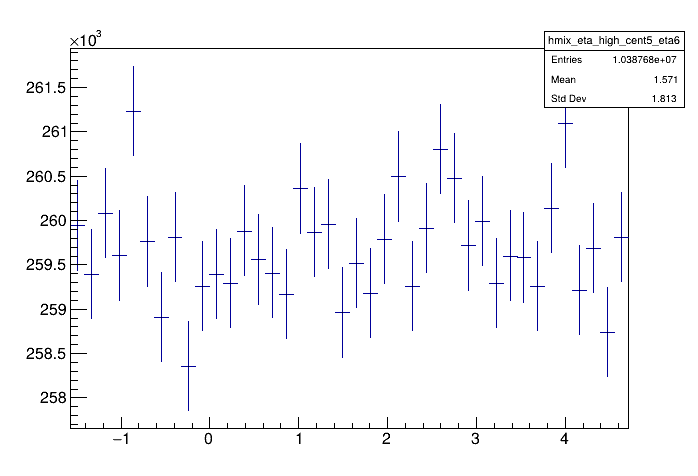 ×10³
hmix_eta_high_cent5_eta6
Entries 1.038768e+07
Mean 1.571
Std Dev 1.813
261.5
261
260.5
260
259.5
259
258.5
258
−1 0 1 2 3 4